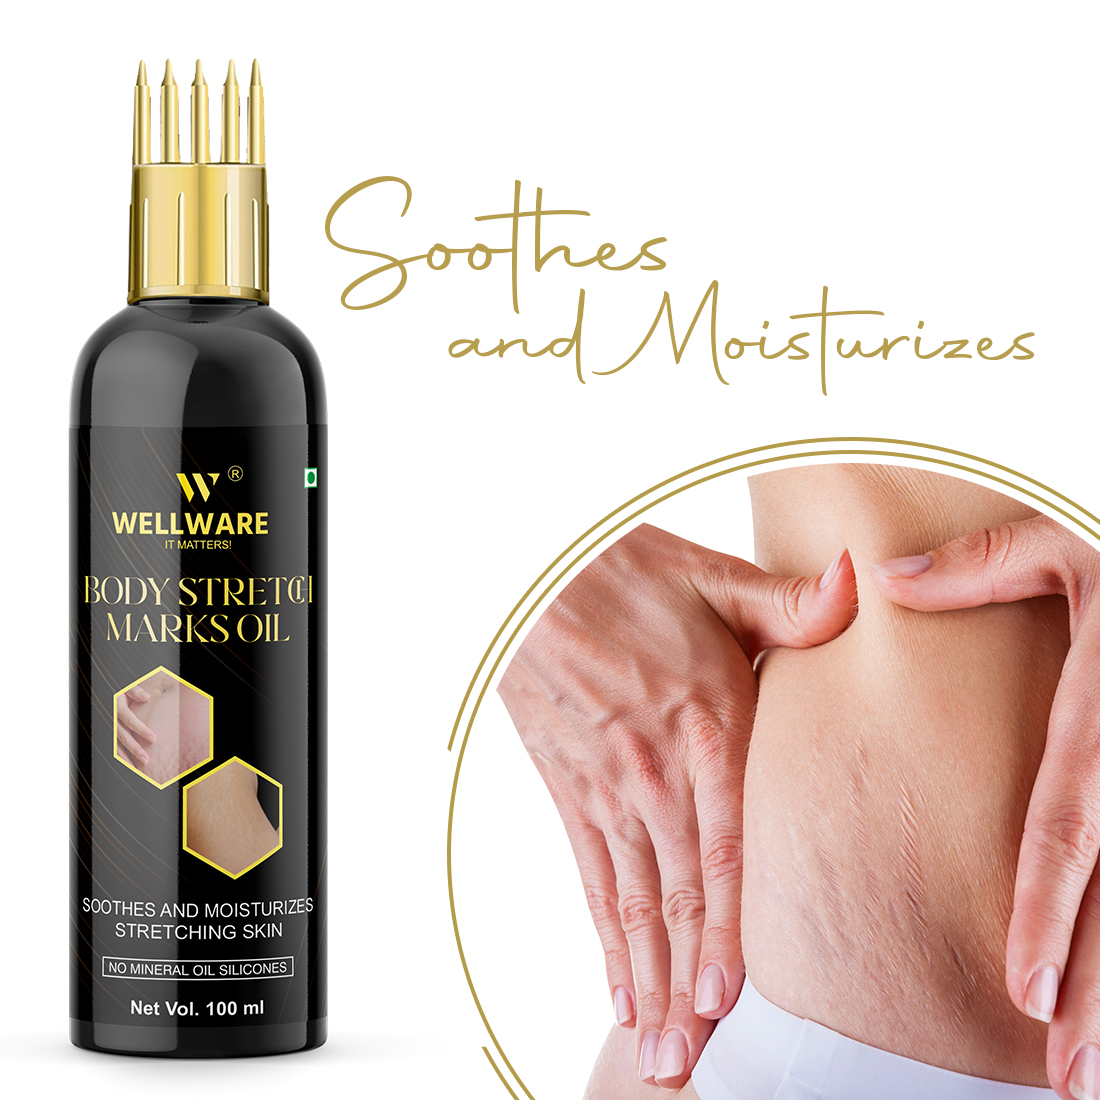 Soothes
and Moisturizes
W®
WELLWARE
IT MATTERS!
BODY STRETCH
MARKS OIL
SOOTHES AND MOISTURIZES
STRETCHING SKIN
NO MINERAL OIL SILICONES
Net Vol. 100 ml